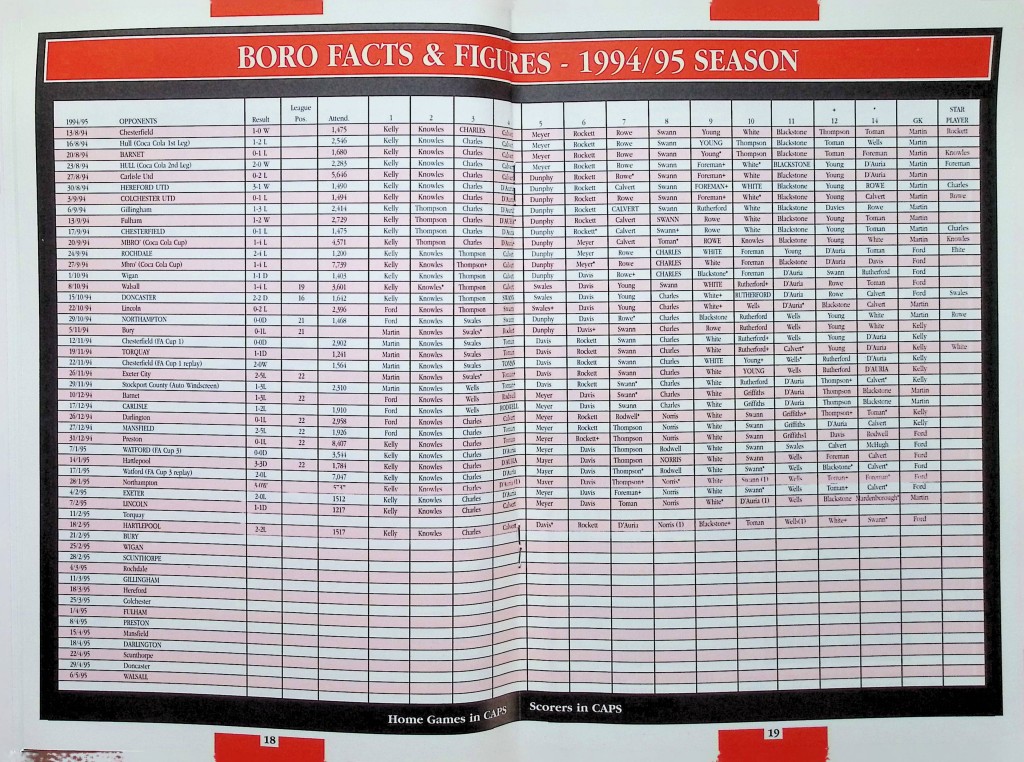 BORO FACTS & FIGURES - 1994/95 SEASON
1994/95 OPPONENTS Result League Pos. Attend. 1 2 3 4 5 6 7 8 9 10 11 + 12 * 14 GK STAR PLAYER
13/8/94 Chesterfield 1-0 W 1,475 Kelly Knowles CHARLES Meyer Rockett Rowe Swann Young White Blackstone Thompson Toman Martin Rockett
16/8/94 Hull (Coca Cola 1st Leg) 1-2 L 2,546 Kelly Knowles Charles Meyer Rockett Rowe Swann YOUNG Thompson Blackstone Toman Wells Martin
20/8/94 BARNET 0-1 L 1,680 Kelly Knowles Charles Meyer Rockett Rowe Swann Young* Thompson Blackstone Toman Foreman Martin Knowles
23/8/94 HULL (Coca Cola 2nd Leg) 2-0 W 2,283 Kelly Knowles Charles Meyer Rockett Rowe Swann Foreman+ White* BLACKSTONE Young D'Auria Martin Foreman
27/8/94 Carlisle Utd 0-2 L 5,646 Kelly Knowles Charles Dunphy Rockett Rowe* Swann Foreman+ White Blackstone Young D'Auria Martin
30/8/94 HEREFORD UTD 3-1 W 1,490 Kelly Knowles Charles Dunphy Rockett Calvert Swann FOREMAN+ WHITE Blackstone Young ROWE Martin Charles
3/9/94 COLCHESTER UTD 0-1 L 1,494 Kelly Knowles Charles Dunphy Rockett Calvert Swann Foreman+ White* Blackstone Young Calvert Martin Rowe
6/9/94 Gillingham 1-3 L 2,414 Kelly Thompson Charles Dunphy Rockett CALVERT Swann Rutherford White Blackstone Davies Rowe Martin
13/9/94 Fulham 1-2 W 2,729 Kelly Thompson Charles Dunphy Rockett Calvert SWANN Rowe White Blackstone Young Toman Martin
17/9/94 CHESTERFIELD 0-1 L 1,475 Kelly Thompson Charles Dunphy Rockett* Calvert Swann+ Rowe White Blackstone Young Toman Martin Charles
20/9/94 MBRO' (Coca Cola Cup) 1-4 L 4,571 Kelly Thompson Charles Dunphy Meyer Calvert Toman* ROWE Knowles Blackstone Young White Martin Knowles
24/9/94 ROCHDALE 2-4 L 1,200 Kelly Knowles Thompson Dunphy Davis Rowe CHARLES WHITE Foreman Young D'Auria Toman Ford White
27/9/94 Mbro' (Coca Cola Cup) 1-4 L 7,739 Kelly Knowles Thompson+ Dunphy Meyer* Rowe CHARLES White Foreman Blackstone D'Auria Davis Ford
1/10/94 Wigan 1-1 D 1,403 Kelly Knowles Thompson Dunphy Davis Rowe+ CHARLES Blackstone* Foreman D'Auria Swann Rutherford Ford
8/10/94 Walsall 1-4 L 19 3,601 Kelly Knowles* Thompson Swales Davis Young Swann WHITE Rutherford+ D'Auria Rowe Toman Ford
15/10/94 DONCASTER 2-2 D 16 1,642 Kelly Knowles Thompson Swales Davis Young Charles White+ RUTHERFORD D'Auria Rowe Calvert Ford Swales
22/10/94 Lincoln 0-2 L 2,396 Ford Knowles Thompson Swales+ Davis Young Charles White+ Wells D'Auria* Blackstone Calvert Martin
29/10/94 NORTHAMPTON 0-0D 21 1,468 Ford Knowles Swales Meyer Davis Rowe* Charles Blackstone Rutherford Wells Young White Martin Rowe
5/11/94 Bury 0-1L 21 Martin Knowles Swales* Dunphy Davis+ Swann Charles Rowe Rutherford Wells Young White Kelly
12/11/94 Chesterfield (FA Cup 1) 0-0D 2,902 Martin Knowles Swales Davis Rockett Swann Charles White Rutherford+ Wells Young D'Auria Kelly
19/11/94 TORQUAY 1-1D 1,241 Martin Knowles Swales Davis Rockett Swann Charles White Rutherford+ Calvert* Young D'Auria Kelly White
22/11/94 Chesterfield (FA Cup 1 replay) 2-0W 1,564 Martin Knowles Swales Davis Rockett Swann Charles WHITE Young+ Wells* Rutherford D'Auria Kelly
26/11/94 Exeter City 2-5L 22 Martin Knowles Swales* Davis Rockett Swann* Charles White YOUNG Wells Rutherford D'AURIA Kelly
29/11/94 Stockport County (Auto Windscreen) 1-3L 2,310 Martin Knowles Wells Davis Rockett Swann* Charles White Rutherford D'Auria Thompson+ Calvert* Kelly
10/12/94 Barnet 1-3L 22 Ford Knowles Wells Meyer Davis Swann* Charles White Griffiths D'Auria Thompson Blackstone Martin
17/12/94 CARLISLE 1-2L 1,910 Ford Knowles Charles RODWELL Meyer Davis Swann Charles White Griffiths D'Auria Thompson Blackstone Martin
26/12/94 Darlington 0-1L 22 2,958 Ford Knowles Charles Meyer Rockett Rodwell* Norris White Swann Griffiths+ Thompson+ Toman* Kelly
27/12/94 MANSFIELD 2-5L 22 1,926 Ford Knowles Charles Meyer Rockett Thompson Norris White Swann Griffiths D'Auria Calvert Kelly
31/12/94 Preston 0-1L 22 8,407 Kelly Knowles Charles Meyer Rockett+ Thompson Swann White Swann Griffiths‡ Davis Rodwell Ford
7/1/95 WATFORD (FA Cup 3) 0-0D 3,544 Kelly Knowles Charles Meyer Davis Thompson Rodwell White Swann Swales Calvert McHugh Ford
14/1/95 Hartlepool 3-3D 22 1,784 Kelly Knowles Charles Meyer Davis Thompson NORRIS White Swann Wells Foreman Calvert Ford
17/1/95 Watford (FA Cup 3 replay) 2-0L 7,047 Kelly Knowles Charles Mayer Davis Thompson* Rodwell White Swann* Wells Blackstone* Calvert* Ford
28/1/95 Northampton Kelly Knowles Charles Mayer Davis Thompson+ Norris* White Swann (1) Wells Toman+ Foreman* Ford
4/2/95 EXETER 2-0L 1512 Kelly Knowles Charles Mayer Davis Foreman+ Norris White Swann* Wells Toman+ Calvert* Ford
7/2/95 LINCOLN 1-1D 1217 Kelly Knowles Charles Meyer Davis Toman Norris White* D'Auria (1) Wells Blackstone Mardenborough* Martin
11/2/95 Torquay
18/2/95 HARTLEPOOL 2-2L 1517 Kelly Knowles Charles Calvert Davis* Rockett D'Auria Norris (1) Blackstone+ Toman Well(1) White+ Swann* Ford
21/2/95 BURY
25/2/95 WIGAN
28/2/95 SCUNTHORPE
4/3/95 Rochdale
11/3/95 GILLINGHAM
18/3/95 Hereford
25/3/95 Colchester
1/4/95 FULHAM
8/4/95 PRESTON
15/4/95 Mansfield
18/4/95 DARLINGTON
22/4/95 Scunthorpe
29/4/95 Doncaster
6/5/95 WALSALL
Home Games in CAPS Scorers in CAPS
18 19